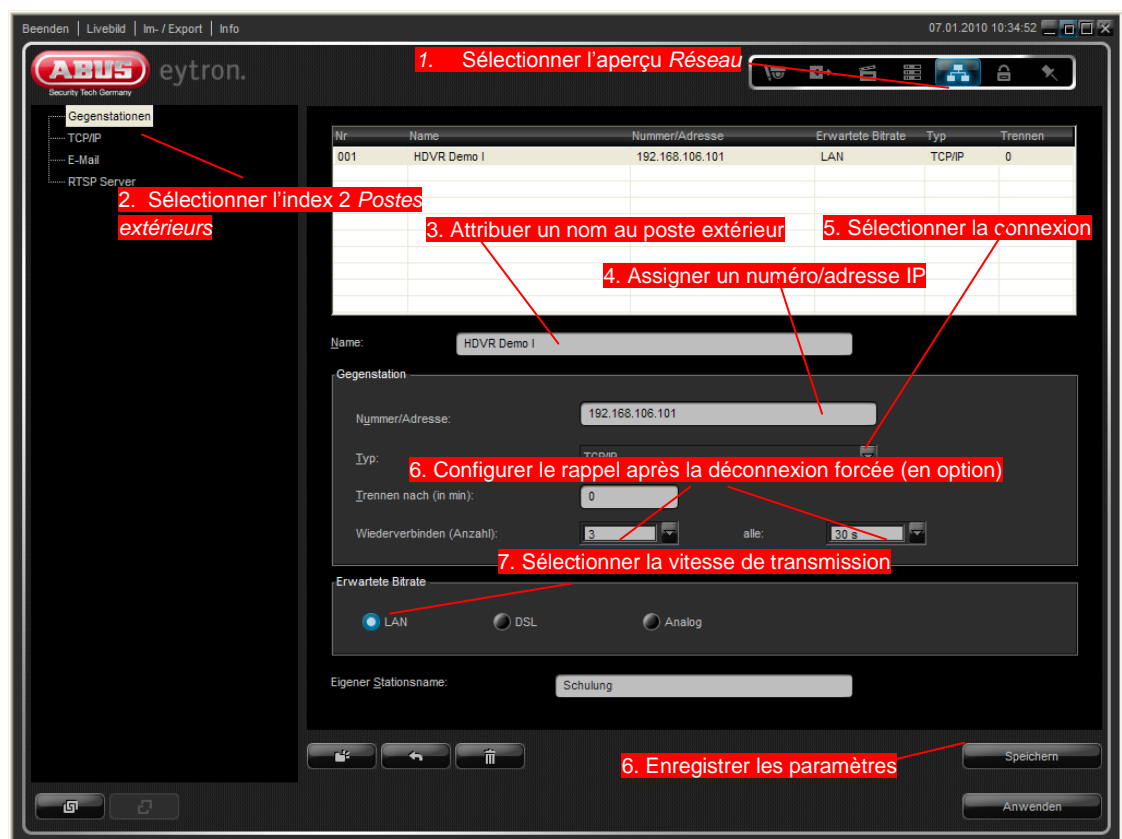 Beenden | Livebild | Im- / Export | Info
07.01.2010 10:34:52
ABUS eytron.
Security Tech Germany
1. Sélectionner l'aperçu Réseau
Gegenstationen
TCP/IP
E-Mail
RTSP Server
2. Sélectionner l'index 2 Postes
extérieurs
Nr Name Nummer/Adresse Erwartete Bitrate Typ Trennen
001 HDVR Demo I 192.168.106.101 LAN TCP/IP 0
3. Attribuer un nom au poste extérieur
5. Sélectionner la connexion
4. Assigner un numéro/adresse IP
Name: HDVR Demo I
Gegenstation
Nummer/Adresse: 192.168.106.101
Typ: TCP/IP
6. Configurer le rappel après la déconnexion forcée (en option)
Trennen nach (in min): 0
Wiederverbinden (Anzahl): 3 alle: 30 s
7. Sélectionner la vitesse de transmission
Erwartete Bitrate
LAN DSL Analog
Eigener Stationsname: Schulung
6. Enregistrer les paramètres
Speichern
Anwenden